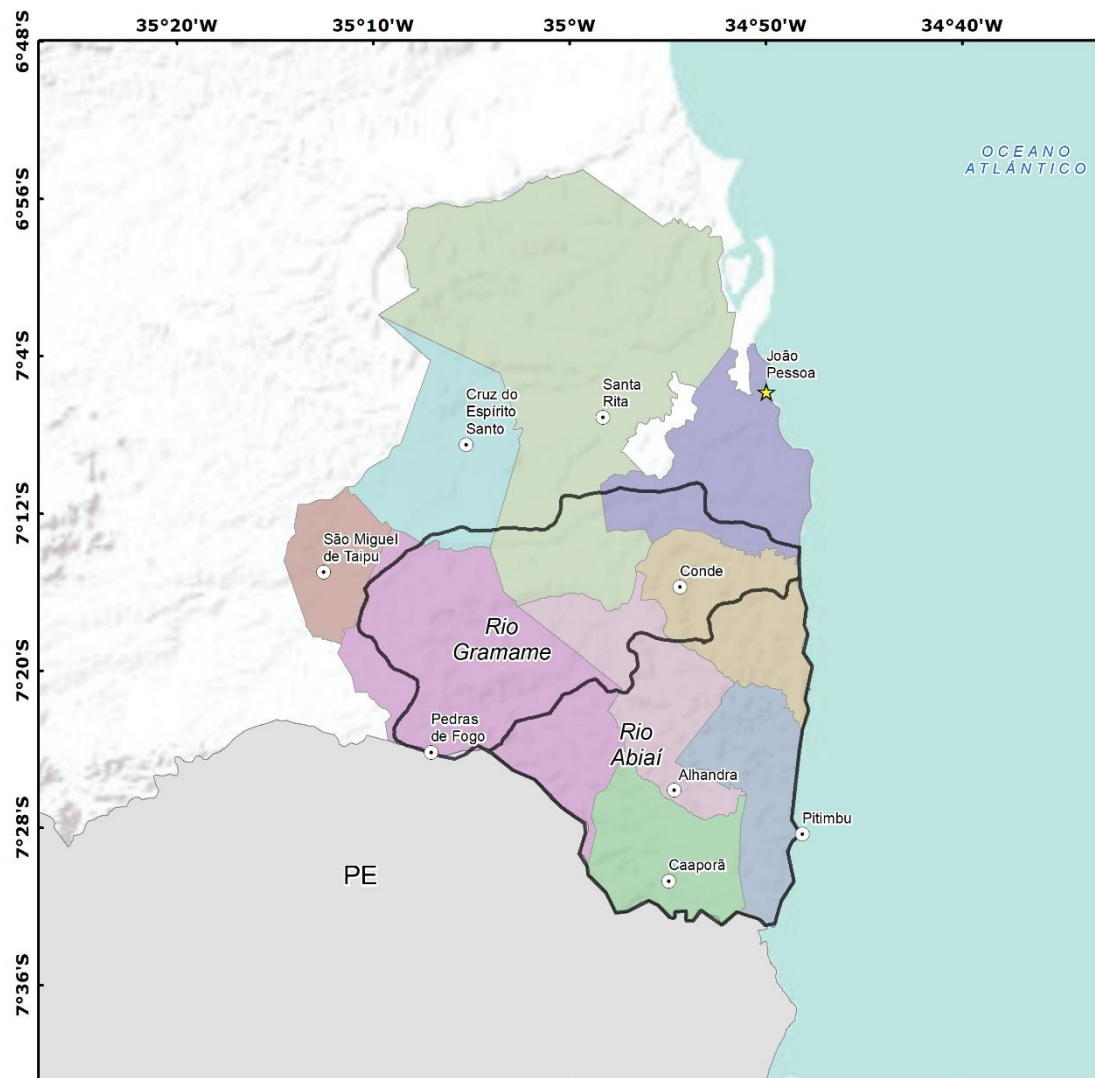 35°20'W
35°10'W
35°0'W
34°50'W
34°40'W
6°48'S
6°56'S
7°4'S
7°12'S
7°20'S
7°28'S
7°36'S
OCEANO
ATLÂNTICO
João
Pessoa
Santa
Rita
Cruz do
Espírito
Santo
São Miguel
de Taipu
Conde
Rio
Gramame
Pedras
de Fogo
Rio
Abiaí
Alhandra
Pitimbu
Caaporã
PE